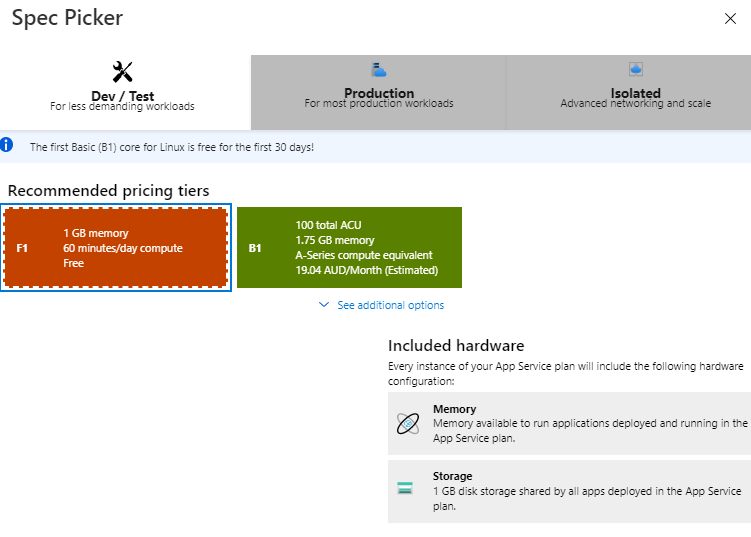 Spec Picker
Dev / Test
For less demanding workloads
Production
For most production workloads
Isolated
Advanced networking and scale
The first Basic (B1) core for Linux is free for the first 30 days!
Recommended pricing tiers
F1
1 GB memory
60 minutes/day compute
Free
B1
100 total ACU
1.75 GB memory
A-Series compute equivalent
19.04 AUD/Month (Estimated)
See additional options
Included hardware
Every instance of your App Service plan will include the following hardware
configuration:
Memory
Memory available to run applications deployed and running in the
App Service plan.
Storage
1 GB disk storage shared by all apps deployed in the App Service
plan.